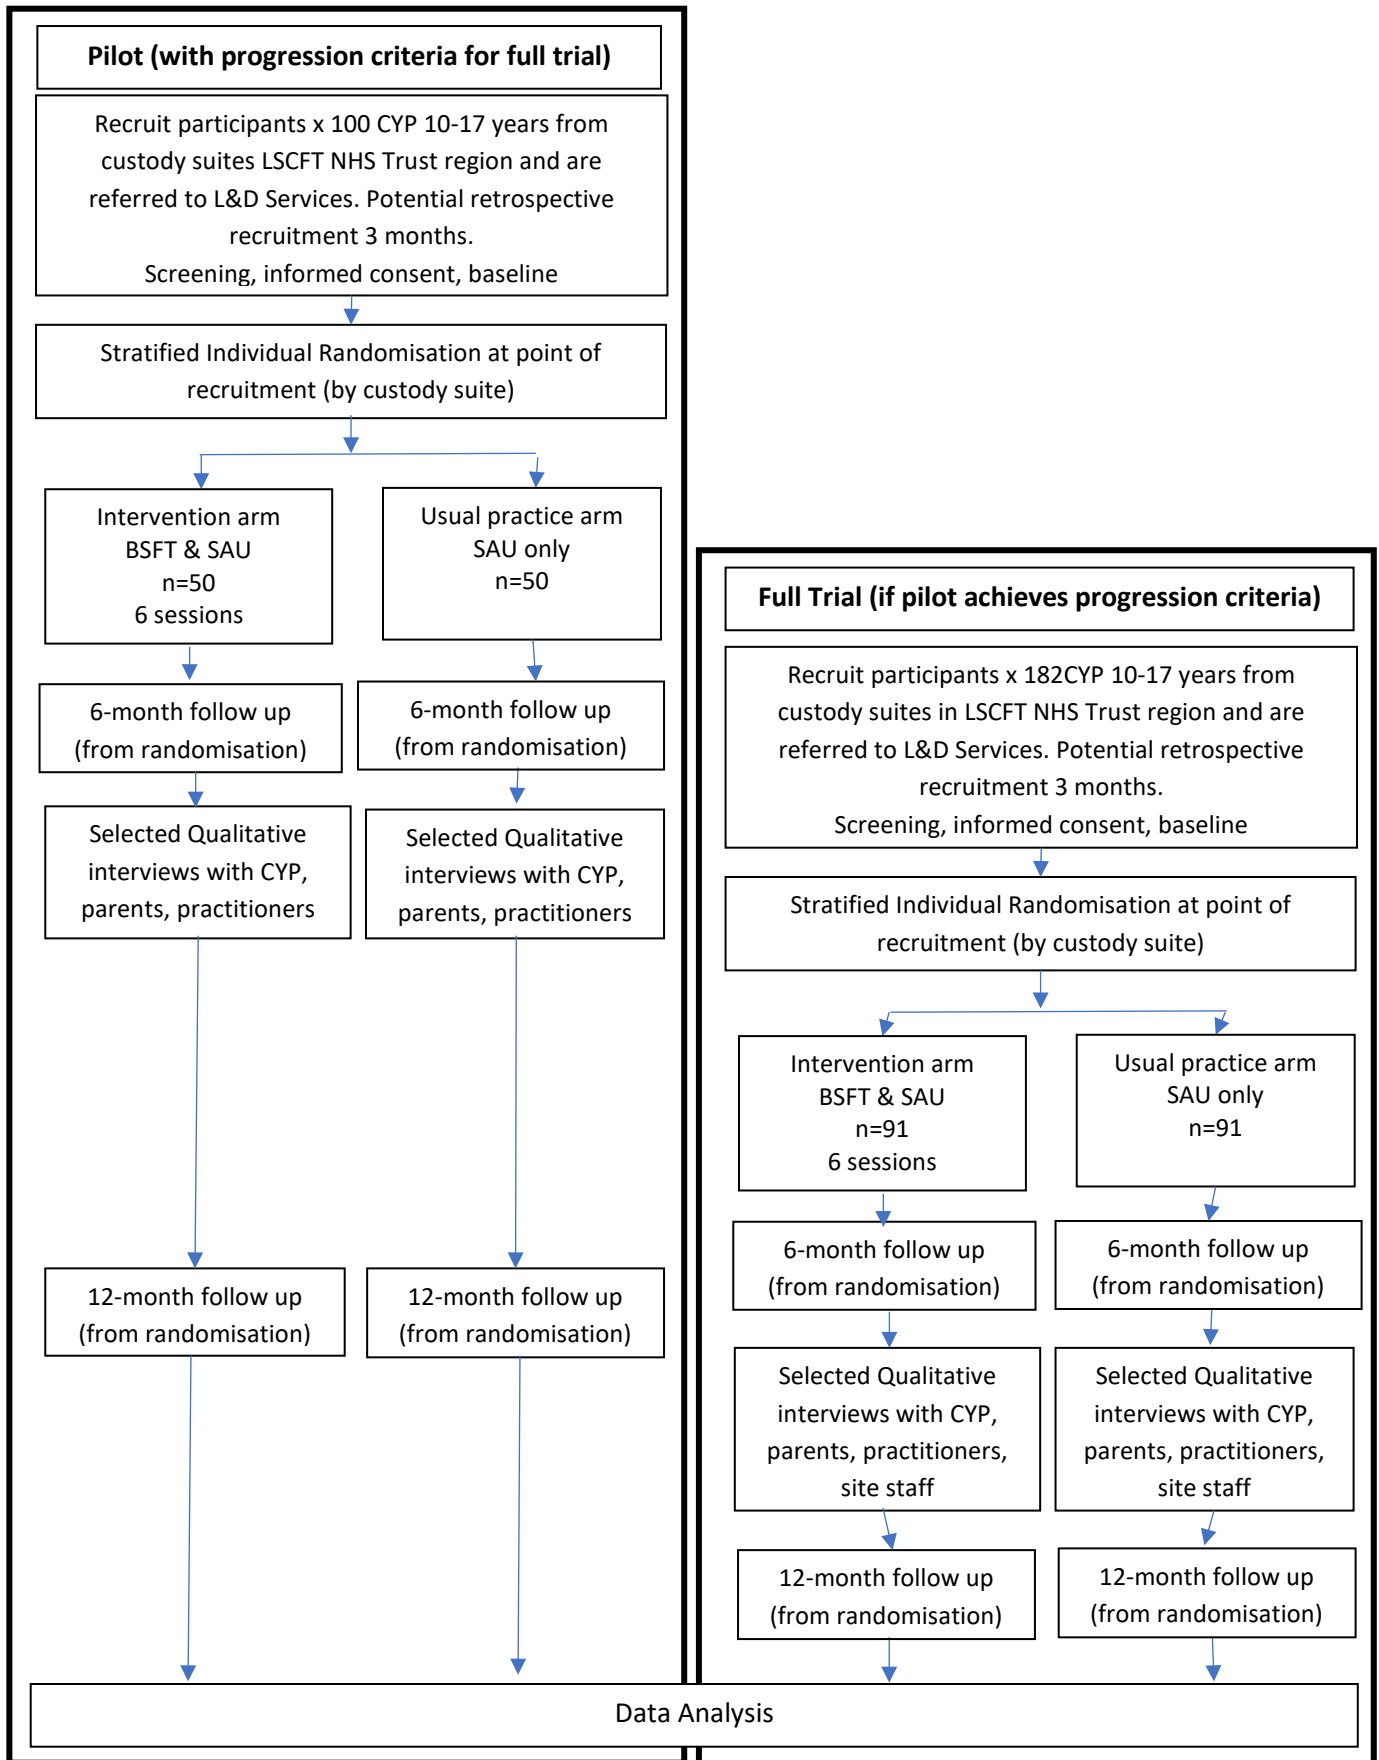 Pilot (with progression criteria for full trial)
Recruit participants x 100 CYP 10-17 years from
custody suites LSCFT NHS Trust region and are
referred to L&D Services. Potential retrospective
recruitment 3 months.
Screening, informed consent, baseline
Stratified Individual Randomisation at point of
recruitment (by custody suite)
Intervention arm
BSFT & SAU
n=50
6 sessions
Usual practice arm
SAU only
n=50
6-month follow up
(from randomisation)
6-month follow up
(from randomisation)
Selected Qualitative
interviews with CYP,
parents, practitioners
Selected Qualitative
interviews with CYP,
parents, practitioners
12-month follow up
(from randomisation)
12-month follow up
(from randomisation)
Full Trial (if pilot achieves progression criteria)
Recruit participants x 182CYP 10-17 years from
custody suites in LSCFT NHS Trust region and are
referred to L&D Services. Potential retrospective
recruitment 3 months.
Screening, informed consent, baseline
Stratified Individual Randomisation at point of
recruitment (by custody suite)
Intervention arm
BSFT & SAU
n=91
6 sessions
Usual practice arm
SAU only
n=91
6-month follow up
(from randomisation)
6-month follow up
(from randomisation)
Selected Qualitative
interviews with CYP,
parents, practitioners,
site staff
Selected Qualitative
interviews with CYP,
parents, practitioners,
site staff
12-month follow up
(from randomisation)
12-month follow up
(from randomisation)
Data Analysis